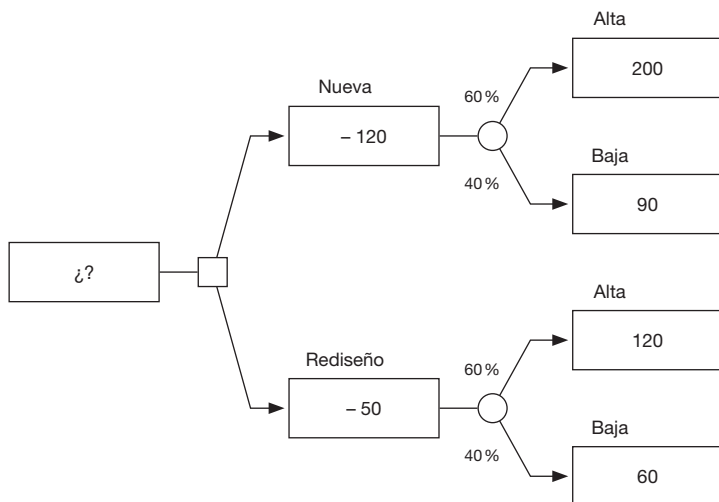 Alta
200
Nueva
60 %
– 120
40 %
Baja
90
¿?
Alta
120
Rediseño
60 %
– 50
40 %
Baja
60